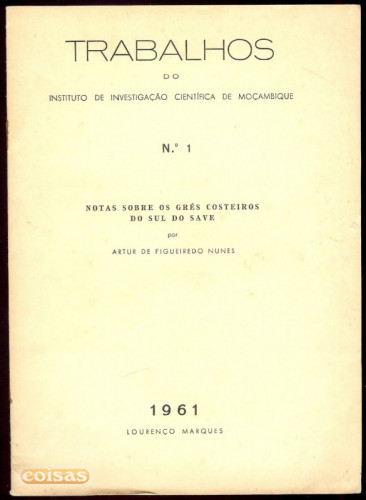 TRABALHOS
DO
INSTITUTO DE INVESTIGAÇÃO CIENTÍFICA DE MOÇAMBIQUE
N.º 1
NOTAS SOBRE OS GRÉS COSTEIROS
DO SUL DO SAVE
por
ARTUR DE FIGUEIREDO NUNES
1961
LOURENÇO MARQUES
coisas